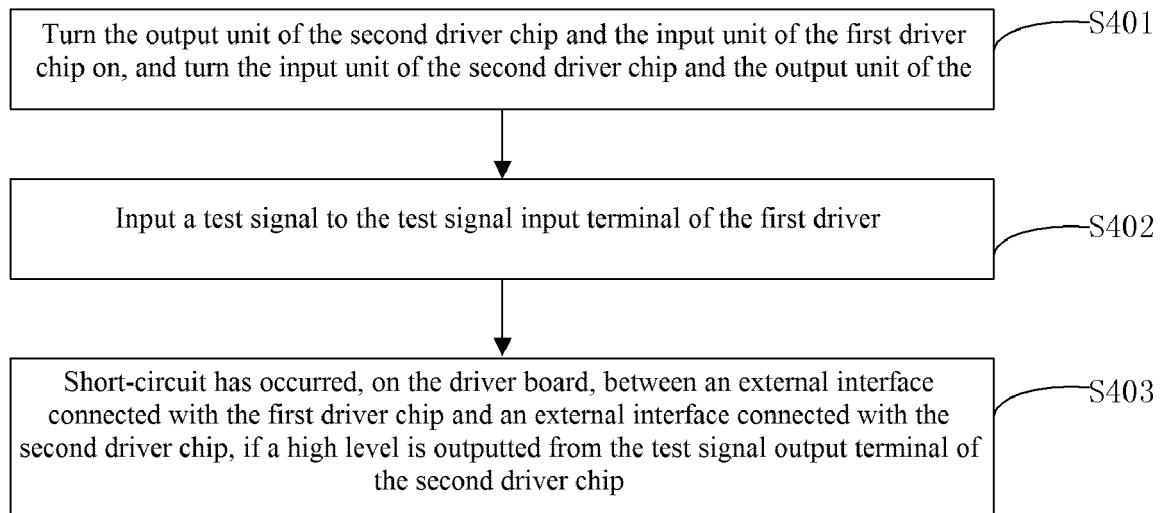 Turn the output unit of the second driver chip and the input unit of the first driver
chip on, and turn the input unit of the second driver chip and the output unit of the
S401
Input a test signal to the test signal input terminal of the first driver
S402
Short-circuit has occurred, on the driver board, between an external interface
connected with the first driver chip and an external interface connected with the
second driver chip, if a high level is outputted from the test signal output terminal of
the second driver chip
S403